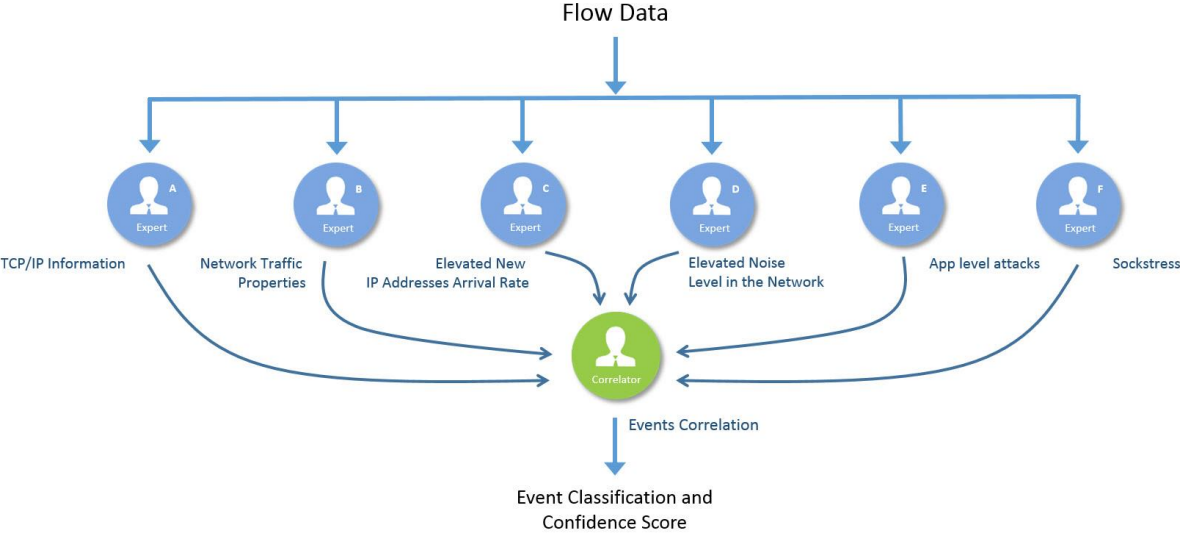 Flow Data
A
Expert
B
Expert
C
Expert
D
Expert
E
Expert
F
Expert
TCP/IP Information
Network Traffic
Properties
Elevated New
IP Addresses Arrival Rate
Elevated Noise
Level in the Network
App level attacks
Sockstress
Correlator
Events Correlation
Event Classification and
Confidence Score